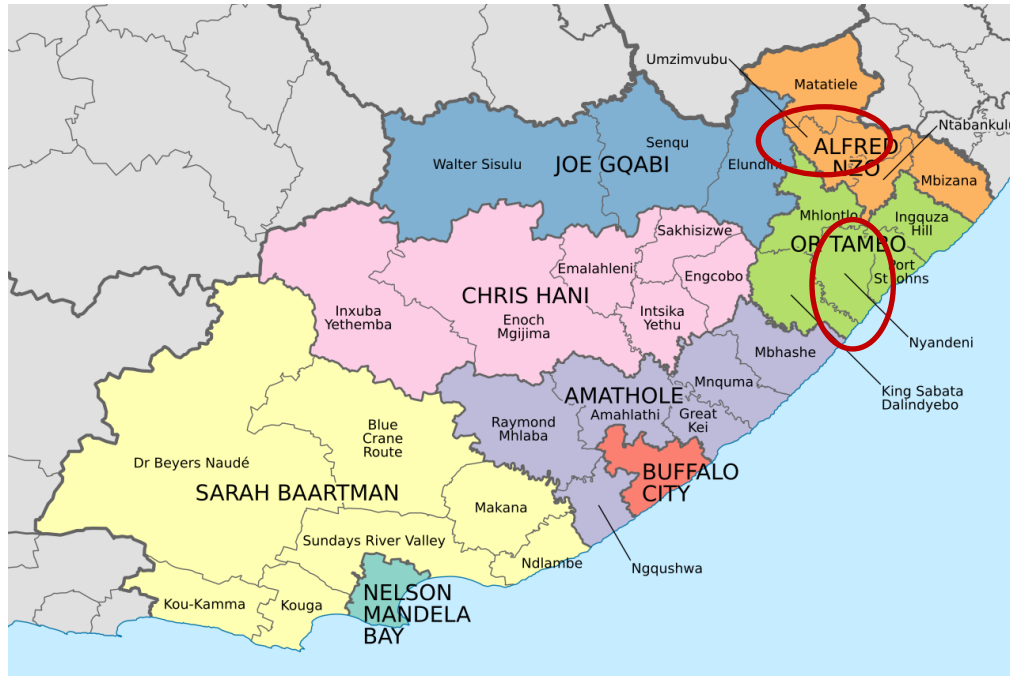 Umzimvubu
Matatiele
Ntabankulu
ALFRED
NZO
Senqu
Walter Sisulu
JOE GQABI
Elundini
Mbizana
Mhlontlo
Ingquza
Hill
Sakhisizwe
OR TAMBO
Emalahleni
Engcobo
Port
St Johns
CHRIS HANI
Inxuba
Yethemba
Enoch
Mgijima
Intsika
Yethu
Nyandeni
Mbhashe
King Sabata
Dalindyebo
Mnquma
AMATHOLE
Amahlathi
Great
Kei
Raymond
Mhlaba
Blue
Crane
Route
Dr Beyers Naudé
BUFFALO
CITY
SARAH BAARTMAN
Makana
Sundays River Valley
Ndlambe
Ngqushwa
NELSON
MANDELA
BAY
Kou-Kamma
Kouga